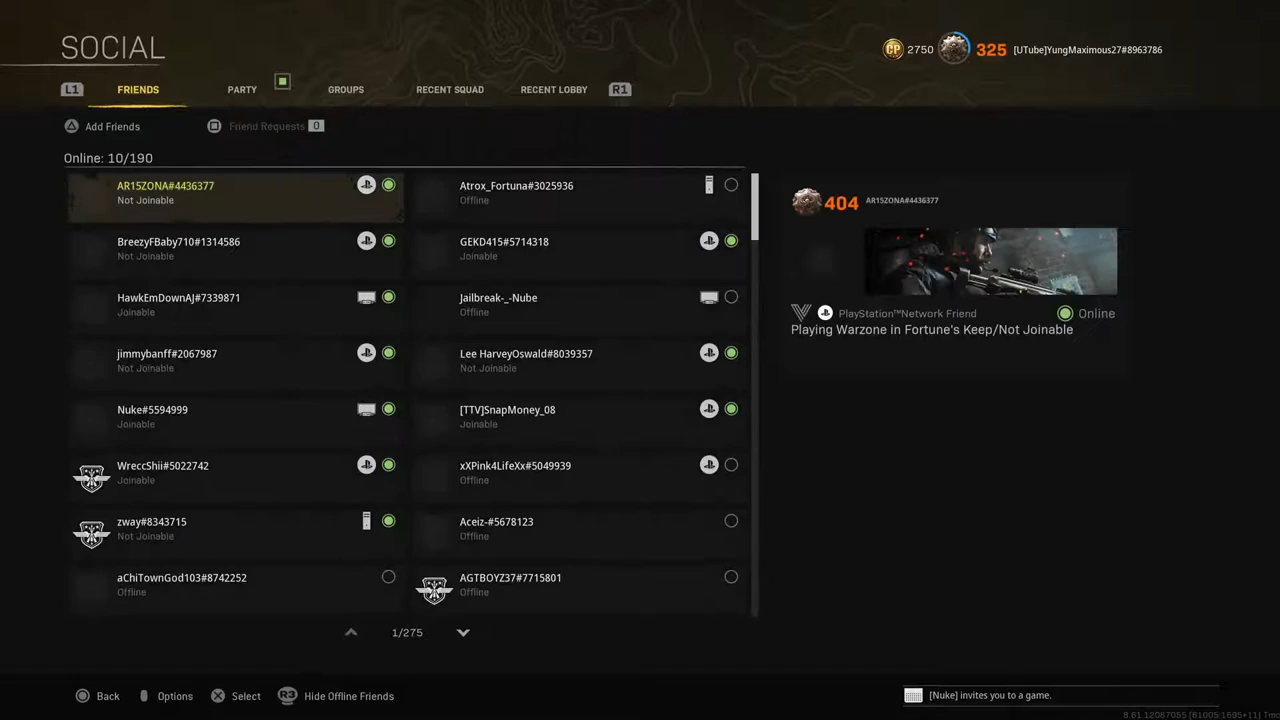 SOCIAL
2750 325 [UTube]YungMaximous27#8963786
L1 FRIENDS PARTY GROUPS RECENT SQUAD RECENT LOBBY R1
Add Friends Friend Requests 0
Online: 10/190
AR15ZONA#4436377
Not Joinable
Atrox_Fortuna#3025936
Offline
BreezyFBaby710#1314586
Not Joinable
GEKD415#5714318
Joinable
HawkEmDownAJ#7339871
Joinable
Jailbreak-_-Nube
Offline
jimmybanff#2067987
Not Joinable
Lee HarveyOswald#8039357
Not Joinable
Nuke#5594999
Joinable
[TTV]SnapMoney_08
Joinable
WreccShii#5022742
Joinable
xXPink4LifeXx#5049939
Offline
zway#8343715
Not Joinable
Aceiz-#5678123
Offline
aChiTownGod103#8742252
Offline
AGTBOYZ37#7715801
Offline
1/275
404 AR15ZONA#4436377
PlayStation™Network Friend Online
Playing Warzone in Fortune's Keep/Not Joinable
Back Options Select R3 Hide Offline Friends
[Nuke] invites you to a game.